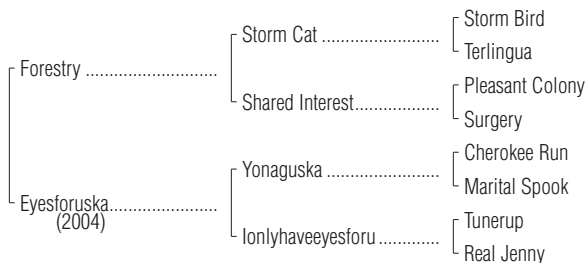 Storm Bird
Storm Cat ......................
Terlingua
Forestry .........................
Pleasant Colony
Shared Interest................
Surgery
Cherokee Run
Yonaguska ....................
Marital Spook
Eyesforuska....................
(2004)
Tunerup
Ionlyhaveeyesforu ............
Real Jenny